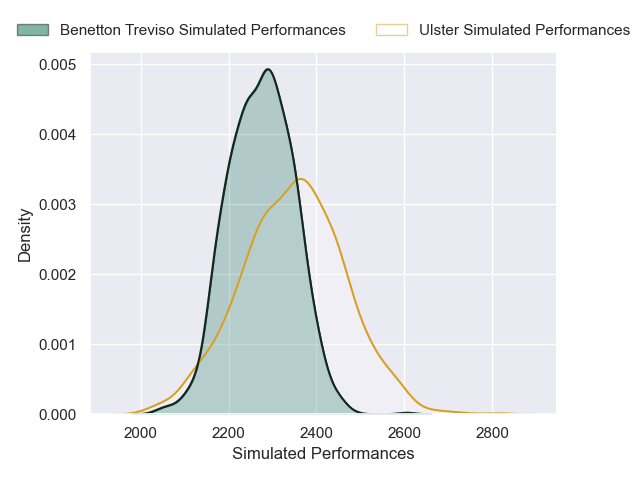 Benetton Treviso Simulated Performances
Ulster Simulated Performances
0.005
0.004
0.003
0.002
0.001
0.000
Density
2000
2200
2400
2600
2800
Simulated Performances